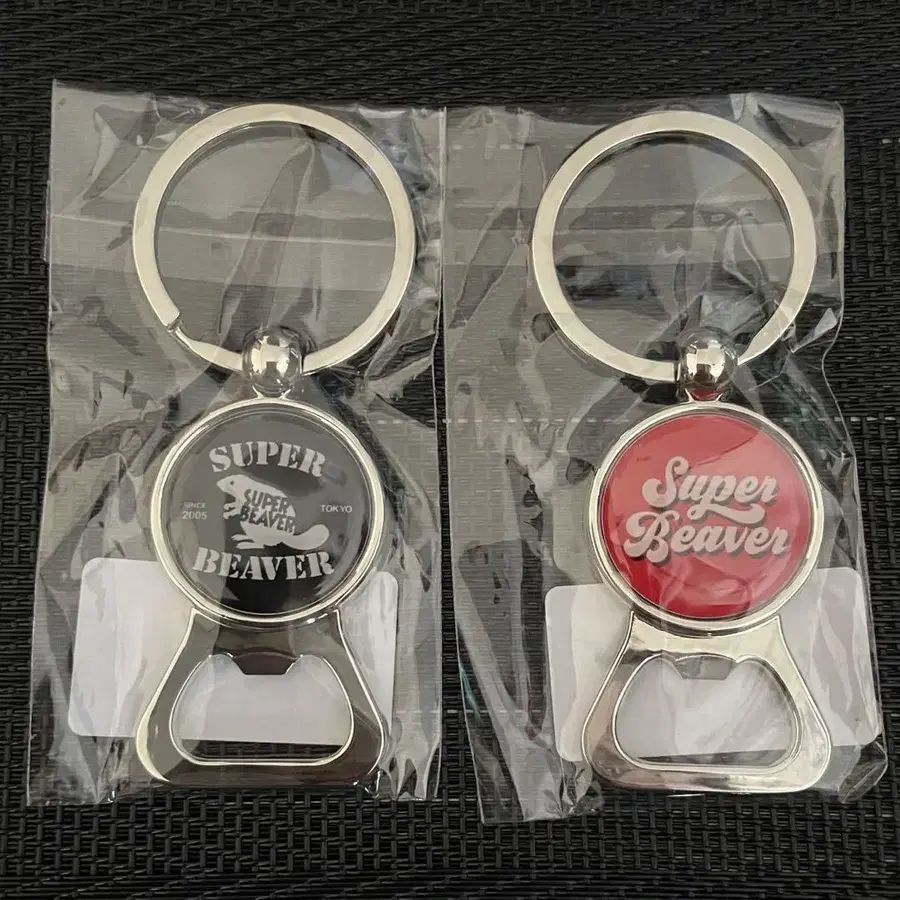 SUPER
SUPER
BEAVER
SINCE
2005
TOKYO
BEAVER
Super
Beaver